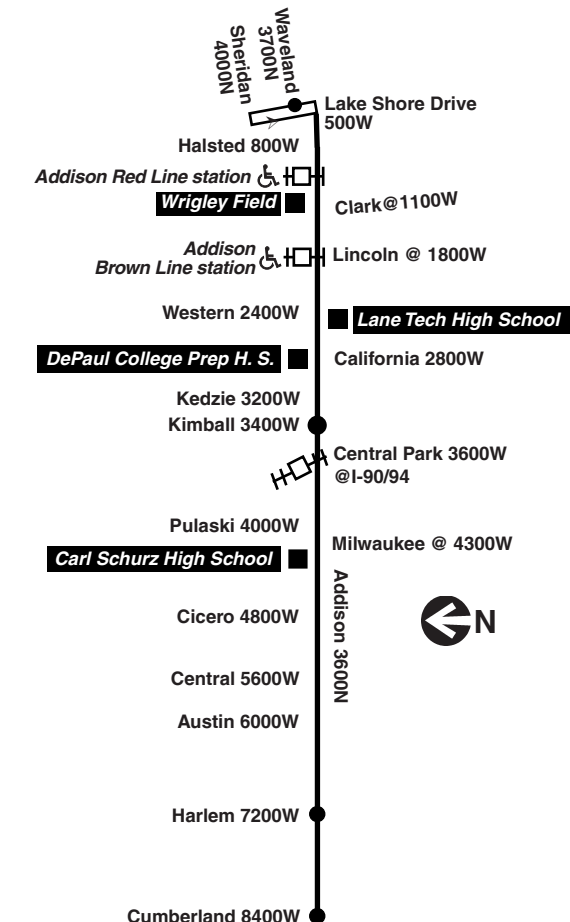 Waveland
3700N
Sheridan
4000N
Lake Shore Drive
500W
Halsted 800W
Addison Red Line station
Wrigley Field
Clark@1100W
Addison
Brown Line station
Lincoln @ 1800W
Western 2400W
Lane Tech High School
DePaul College Prep H. S.
California 2800W
Kedzie 3200W
Kimball 3400W
Central Park 3600W
@I-90/94
Pulaski 4000W
Milwaukee @ 4300W
Carl Schurz High School
Addison 3600N
Cicero 4800W
N
Central 5600W
Austin 6000W
Harlem 7200W
Cumberland 8400W